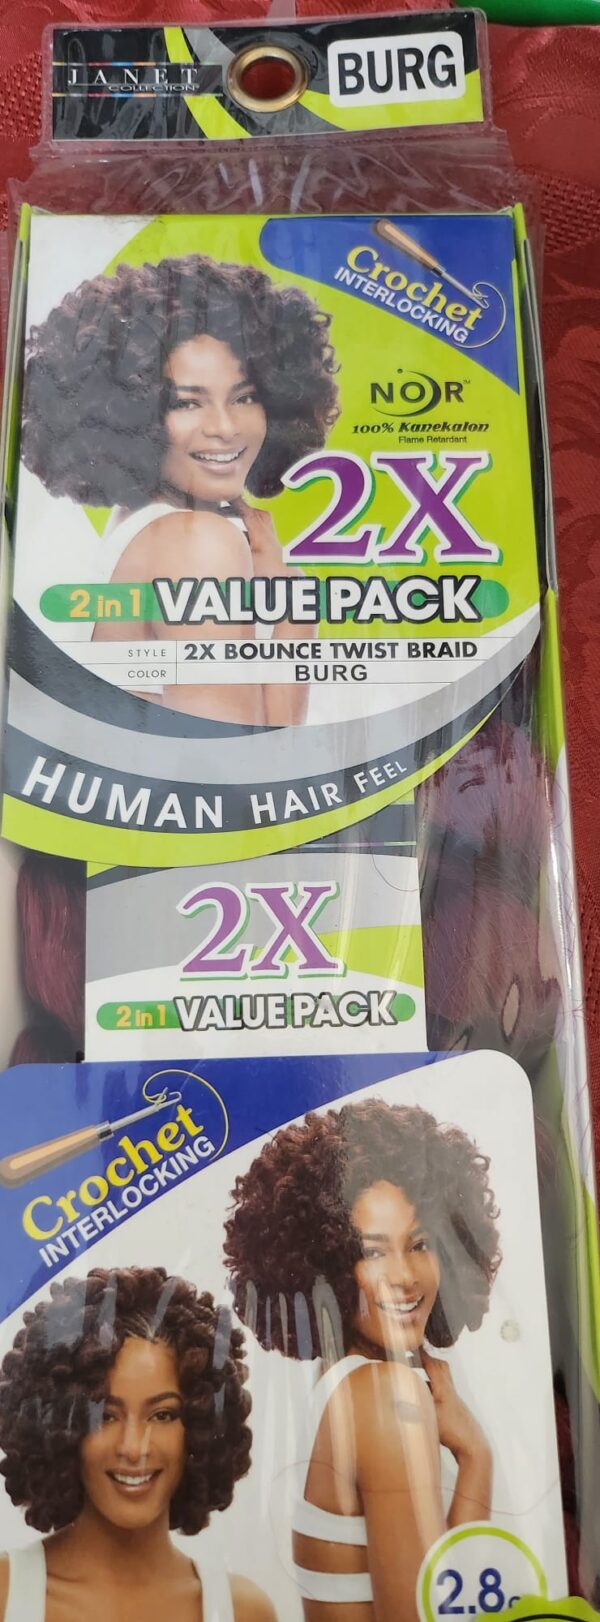 JANET
COLLECTION
BURG
Crochet
INTERLOCKING
NOIR™
100% Kanekalon
Flame Retardant
2X
2 in 1 VALUE PACK
STYLE 2X BOUNCE TWIST BRAID
COLOR BURG
HUMAN HAIR FEEL
2X
2 in 1 VALUE PACK
Crochet
INTERLOCKING
2.8